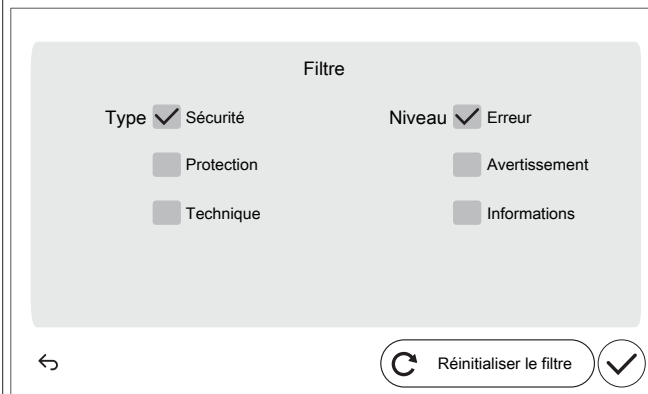 Filtre
Type Sécurité
Niveau Erreur
Protection
Avertissement
Technique
Informations
Réinitialiser le filtre